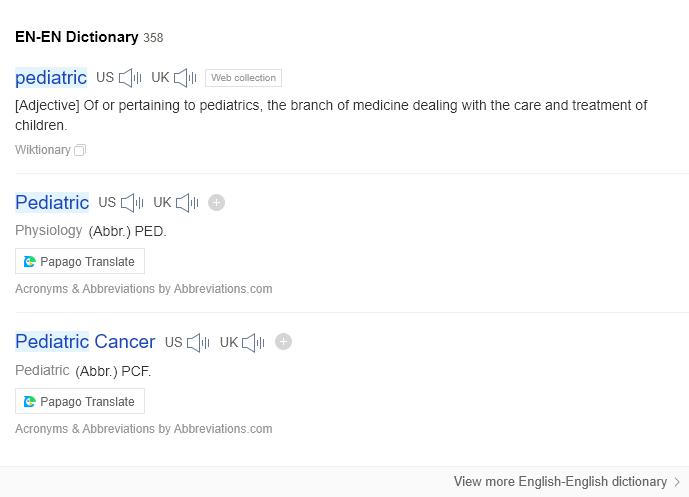 EN-EN Dictionary 358
pediatric US UK Web collection
[Adjective] Of or pertaining to pediatrics, the branch of medicine dealing with the care and treatment of
children.
Wiktionary
Pediatric US UK
Physiology (Abbr.) PED.
Papago Translate
Acronyms & Abbreviations by Abbreviations.com
Pediatric Cancer US UK
Pediatric (Abbr.) PCF.
Papago Translate
Acronyms & Abbreviations by Abbreviations.com
View more English-English dictionary